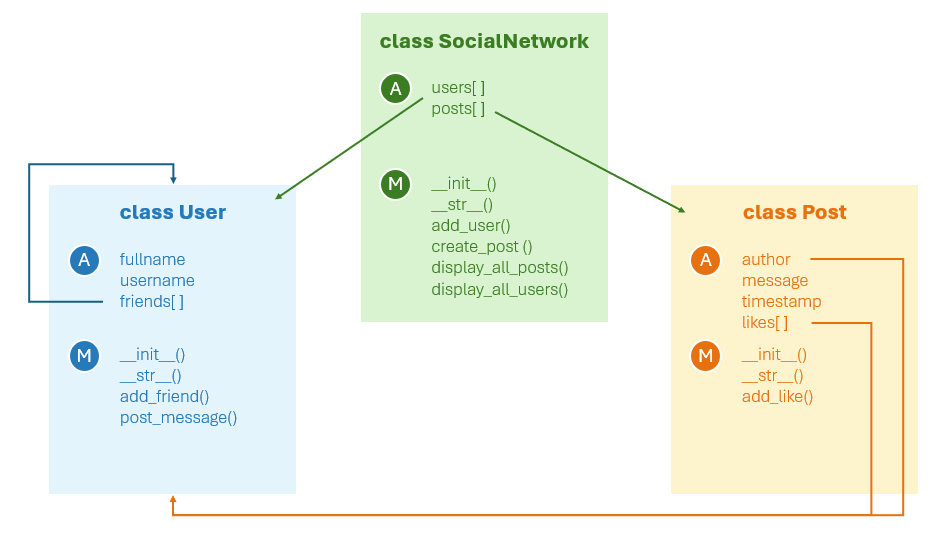 class SocialNetwork
A
users[ ]
posts[ ]
M
__init__()
__str__()
add_user()
create_post ()
display_all_posts()
display_all_users()
class User
A
fullname
username
friends[ ]
M
__init__()
__str__()
add_friend()
post_message()
class Post
A
author
message
timestamp
likes[ ]
M
__init__()
__str__()
add_like()